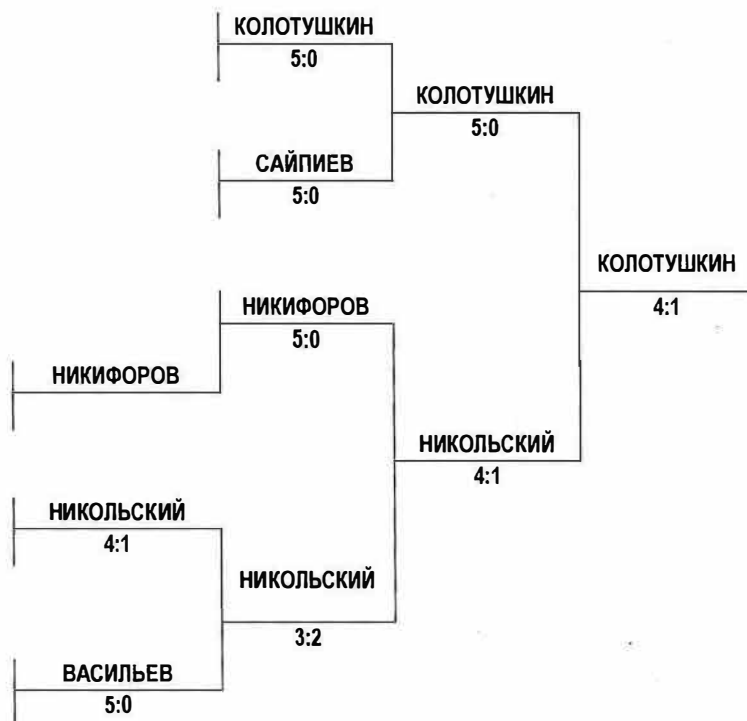 КОЛОТУШКИН
5:0
КОЛОТУШКИН
5:0
САЙПИЕВ
5:0
КОЛОТУШКИН
4:1
НИКИФОРОВ
5:0
НИКИФОРОВ
НИКОЛЬСКИЙ
4:1
НИКОЛЬСКИЙ
4:1
НИКОЛЬСКИЙ
3:2
ВАСИЛЬЕВ
5:0